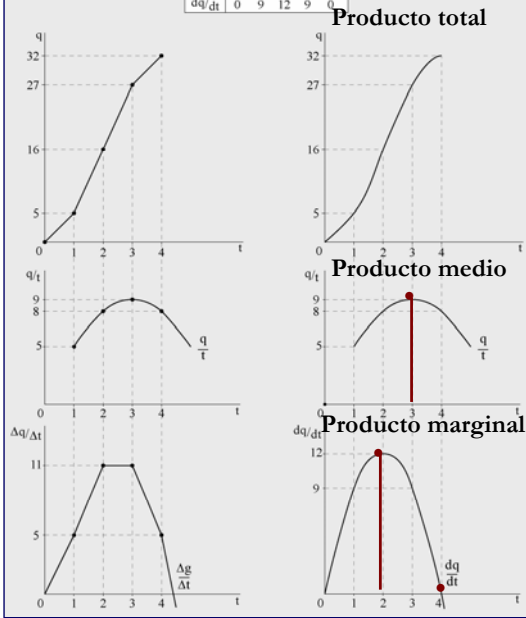 dq/dt 0 9 12 9 0
Producto total
q
32
27
16
5
0 1 2 3 4 t
q
32
27
16
5
0 1 2 3 4 t
Producto medio
q/t
9
8
5
q
t
0 1 2 3 4 t
q/t
9
8
5
q
t
0 1 2 3 4 t
Producto marginal
Δq/Δt
11
5
Δg
Δt
0 1 2 3 4 t
dq/dt
12
9
dq
dt
0 1 2 3 4 t